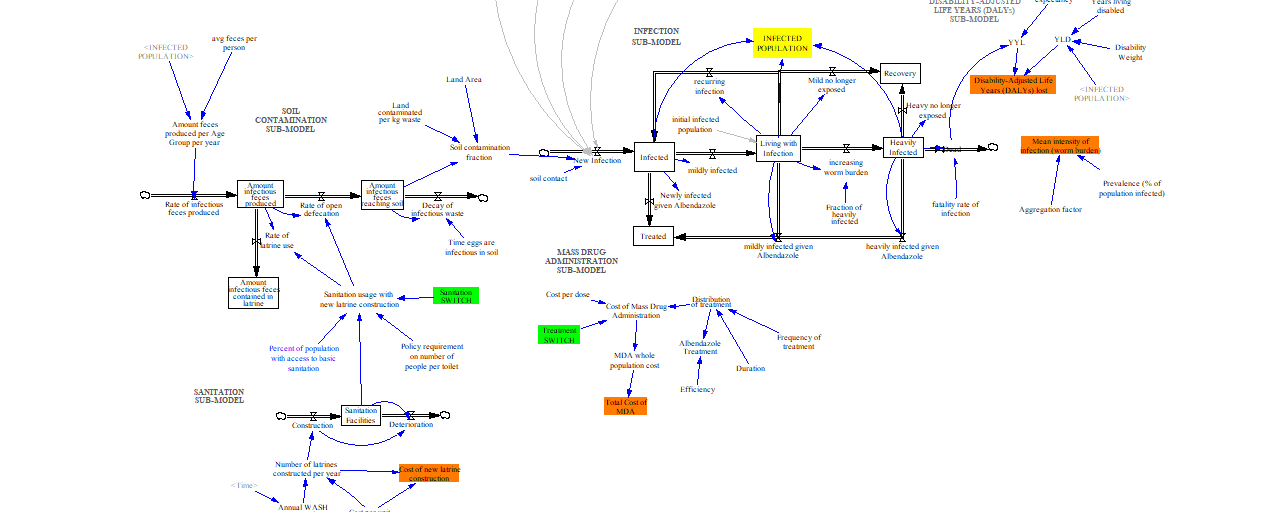 DISABILITY-ADJUSTED
LIFE YEARS (DALYs)
SUB-MODEL
expectancy
Years living
disabled
YYL
YLD
Disability
Weight
Disability-Adjusted Life
Years (DALYs) lost
<INFECTED
POPULATION>
INFECTION
SUB-MODEL
INFECTED
POPULATION
Recovery
recurring
infection
Mild no longer
exposed
Heavy no longer
exposed
initial infected
population
New Infection
soil contact
Infected
mildly infected
Living with
Infection
increasing
worm burden
Heavily
Infected
Dead
fatality rate of
infection
Newly infected
given Albendazole
Fraction of
heavily
infected
Treated
mildly infected given
Albendazole
heavily infected given
Albendazole
Mean intensity of
infection (worm burden)
Prevalence (% of
population infected)
Aggregation factor
<INFECTED
POPULATION>
avg feces per
person
Amount feces
produced per Age
Group per year
SOIL
CONTAMINATION
SUB-MODEL
Land Area
Land
contaminated
per kg waste
Soil contamination
fraction
Rate of infectious
feces produced
Amount
infectious
feces
produced
Rate of open
defecation
Amount
infectious
feces
reaching soil
Decay of
infectious waste
Time eggs are
infectious in soil
Rate of
latrine use
Amount
infectious feces
contained in
latrine
Sanitation usage with
new latrine construction
Sanitation
SWITCH
Percent of population
with access to basic
sanitation
Policy requirement
on number of
people per toilet
SANITATION
SUB-MODEL
Construction
Sanitation
Facilities
Deterioration
Number of latrines
constructed per year
Cost of new latrine
construction
<Time>
Annual WASH
MASS DRUG
ADMINISTRATION
SUB-MODEL
Cost per dose
Cost of Mass Drug
Administration
Distribution
of treatment
Treatment
SWITCH
Albendazole
Treatment
Frequency of
treatment
MDA whole
population cost
Duration
Efficiency
Total Cost of
MDA